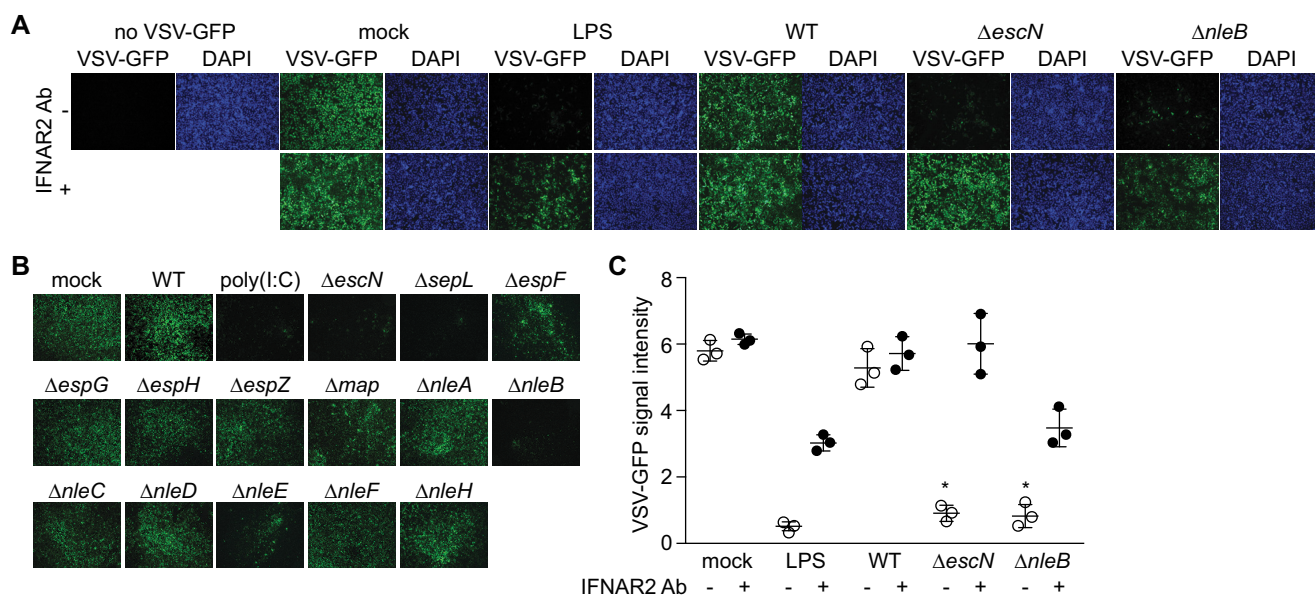 A
no VSV-GFP mock LPS WT ΔescN ΔnleB
VSV-GFP DAPI VSV-GFP DAPI VSV-GFP DAPI VSV-GFP DAPI VSV-GFP DAPI VSV-GFP DAPI
IFNAR2 Ab
-
+
B
mock WT poly(I:C) ΔescN ΔsepL ΔespF
ΔespG ΔespH ΔespZ Δmap ΔnleA ΔnleB
ΔnleC ΔnleD ΔnleE ΔnleF ΔnleH
C
VSV-GFP signal intensity
8
6
4
2
0
* *
mock LPS WT ΔescN ΔnleB
IFNAR2 Ab - + - + - + - + - +